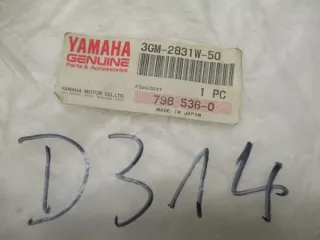 YAMAHA 3GM-2831W-50
GENUINE
Parts & Accessories
1 PC
798 536-0
YAMAHA MOTOR CO.,LTD.
MADE IN JAPAN
D314